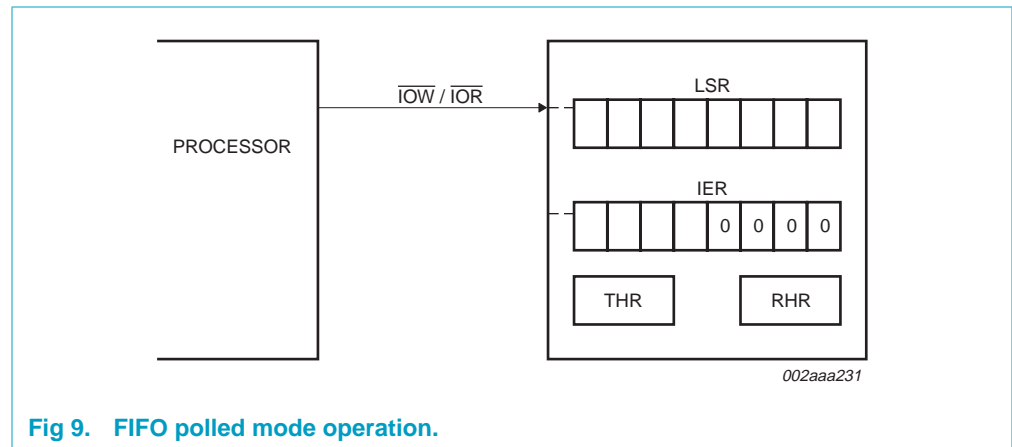 IOW / IOR
LSR
PROCESSOR
IER
0 0 0 0
THR RHR
002aaa231
Fig 9. FIFO polled mode operation.